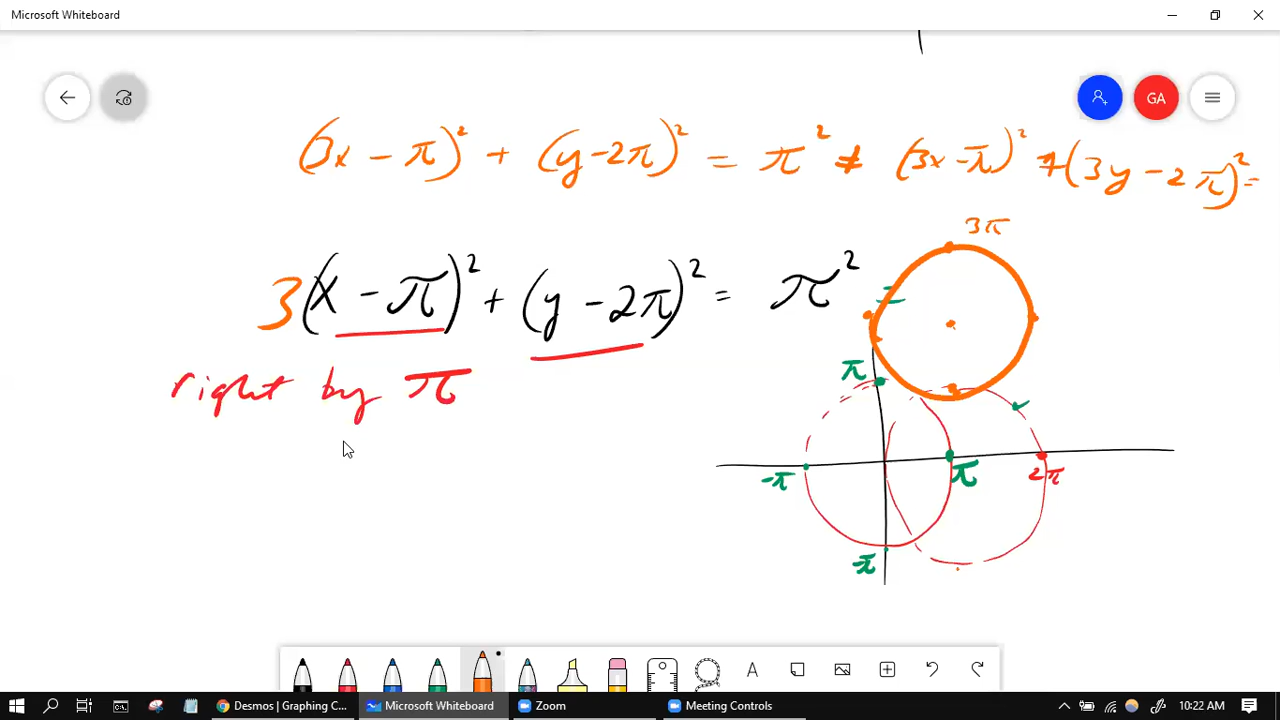 Microsoft Whiteboard
GA
(3x - π)² + (y - 2π)² = π² ≠ (3x - π)² + (3y - 2π)² =
3π
3(x - π)² + (y - 2π)² = π²
right by π
π
-π
π
2π
-π
A
Desmos | Graphing C...
Microsoft Whiteboard
Zoom
Meeting Controls
10:22 AM